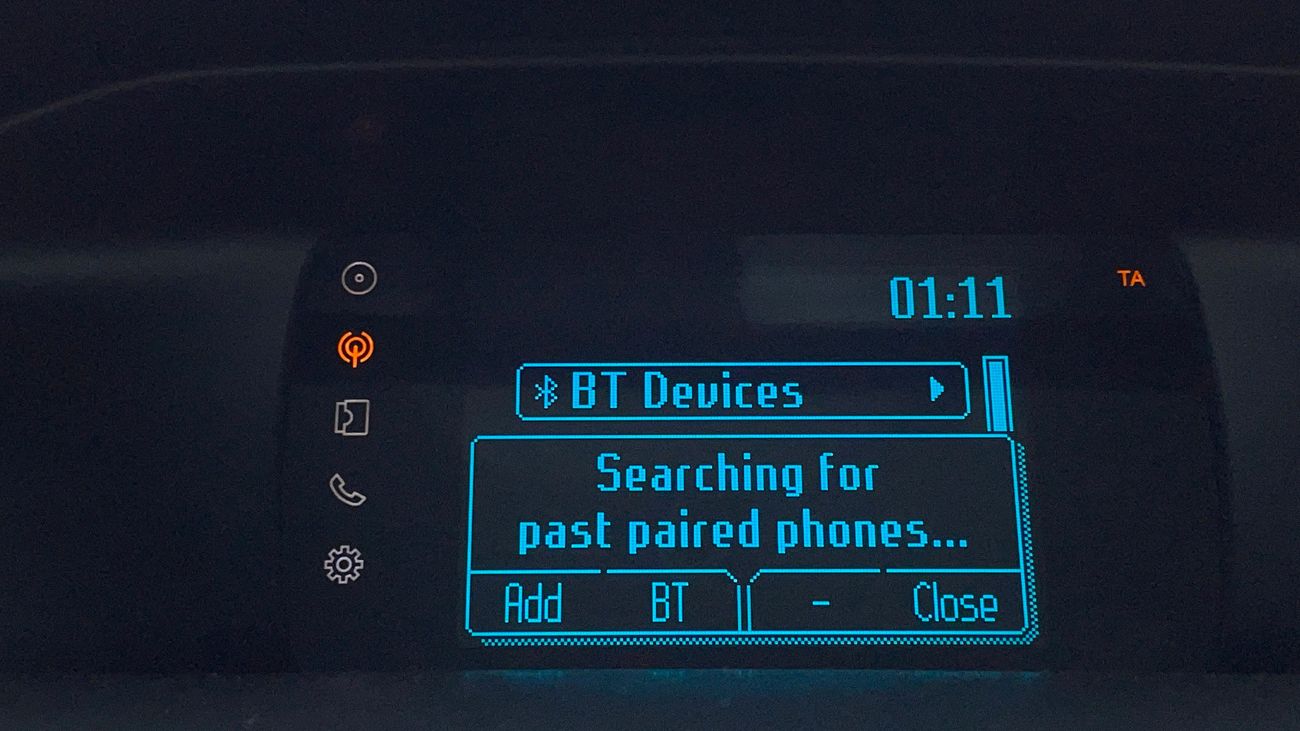 01:11
TA
BT Devices
Searching for
past paired phones...
Add BT - Close